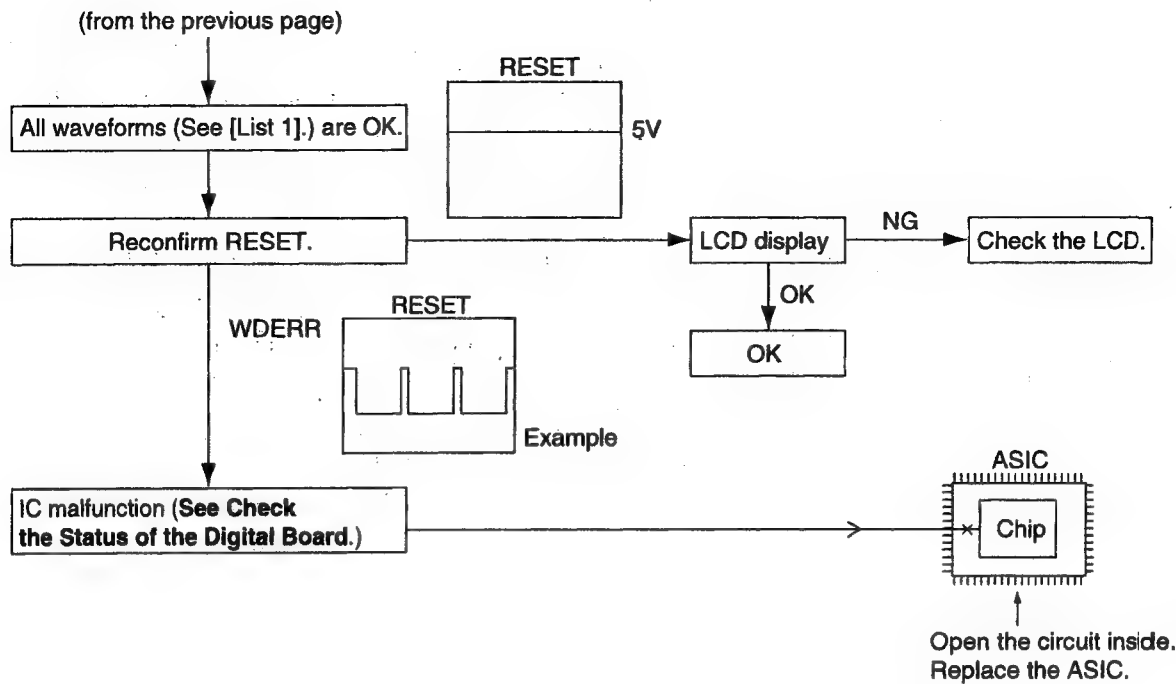 (from the previous page)
All waveforms (See [List 1].) are OK.
RESET
5V
Reconfirm RESET.
LCD display
NG
Check the LCD.
OK
OK
WDERR
RESET
Example
IC malfunction (See Check
the Status of the Digital Board.)
ASIC
Chip
Open the circuit inside.
Replace the ASIC.